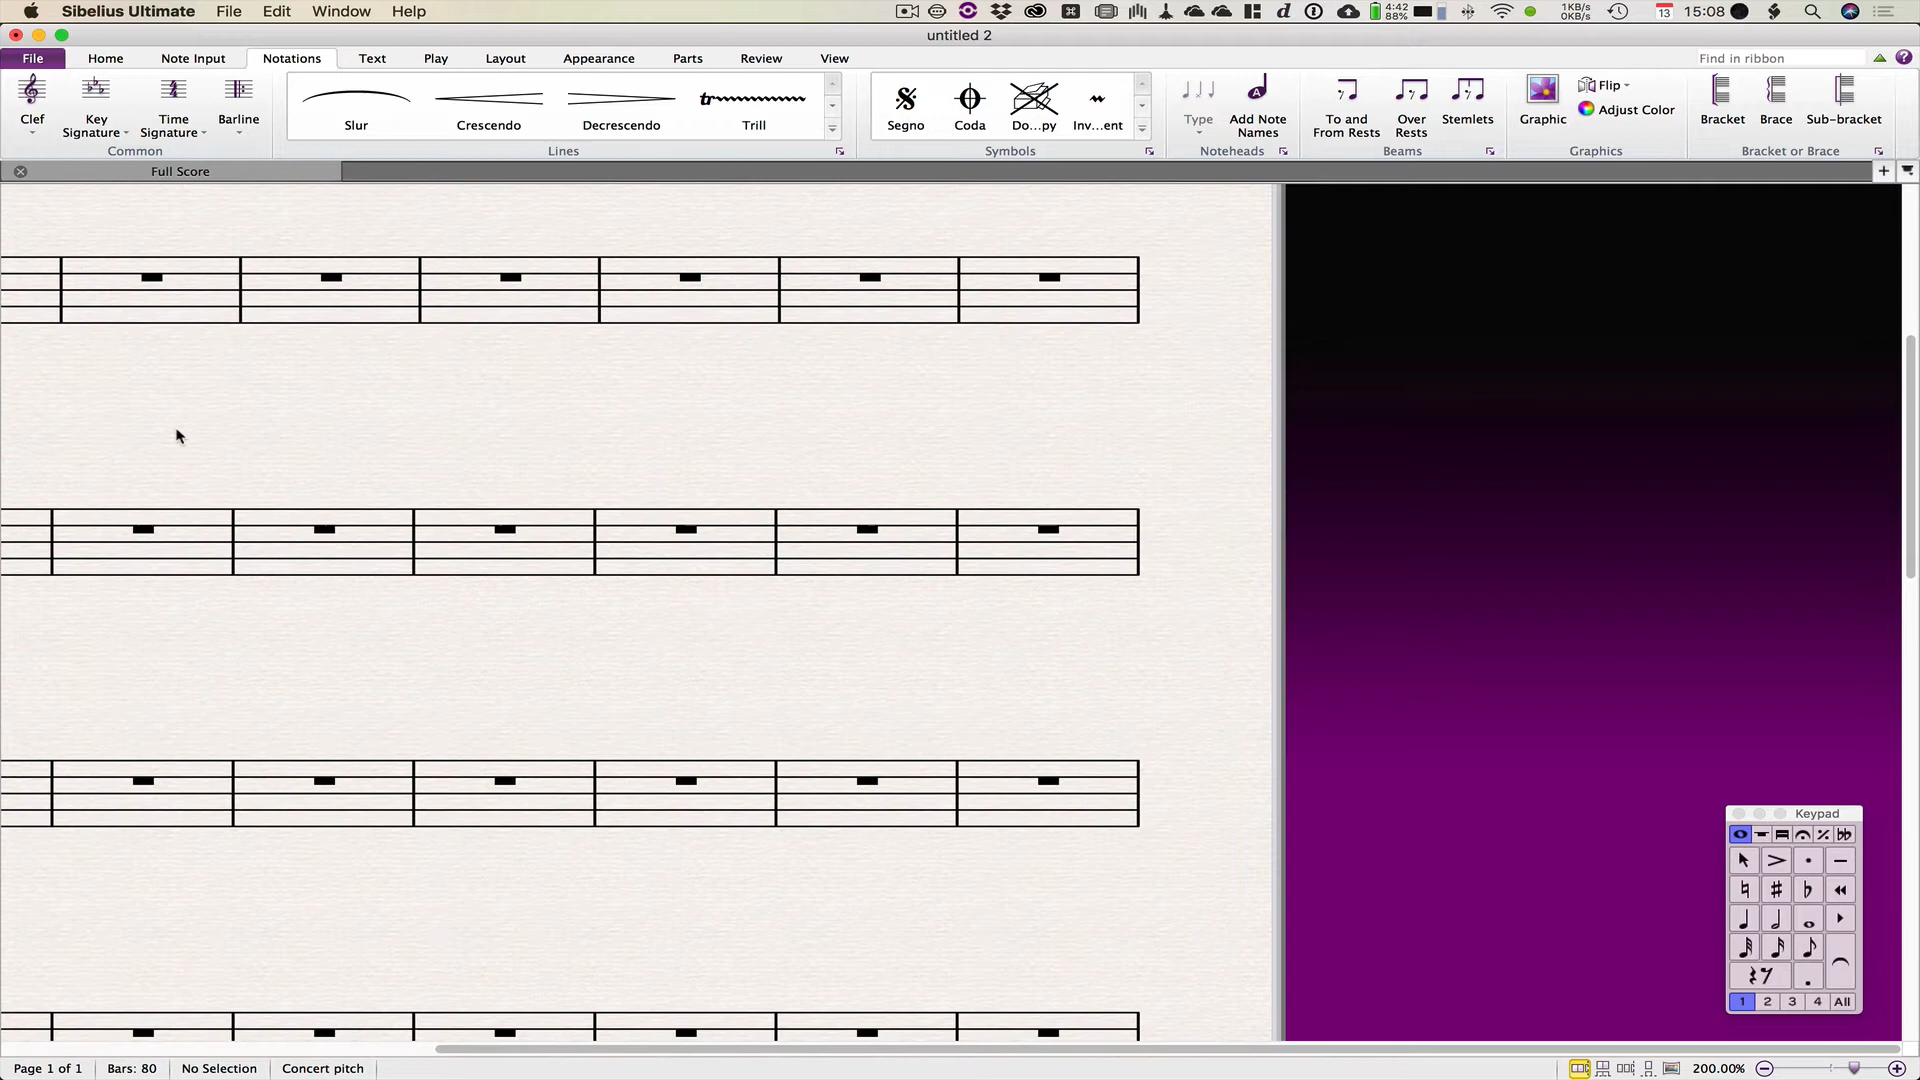 Sibelius Ultimate File Edit Window Help 4:42 88% 1KB/s 0KB/s 13 15:08
untitled 2
File Home Note Input Notations Text Play Engrave Layout Appearance Parts Review View Find in ribbon
Clef Key Signature Time Signature Barline
Common
Slur Crescendo Decrescendo Trill
Lines
Segno Coda Do...py Inv...ent
Symbols
Type Add Note Names
Noteheads
To and From Rests Over Rests Stemlets
Beams
Graphic Flip Adjust Color
Graphics
Bracket Brace Sub-bracket
Bracket or Brace
Full Score
Keypad
1 2 3 4 All
Page 1 of 1 Bars: 80 No Selection Concert pitch 200.00%